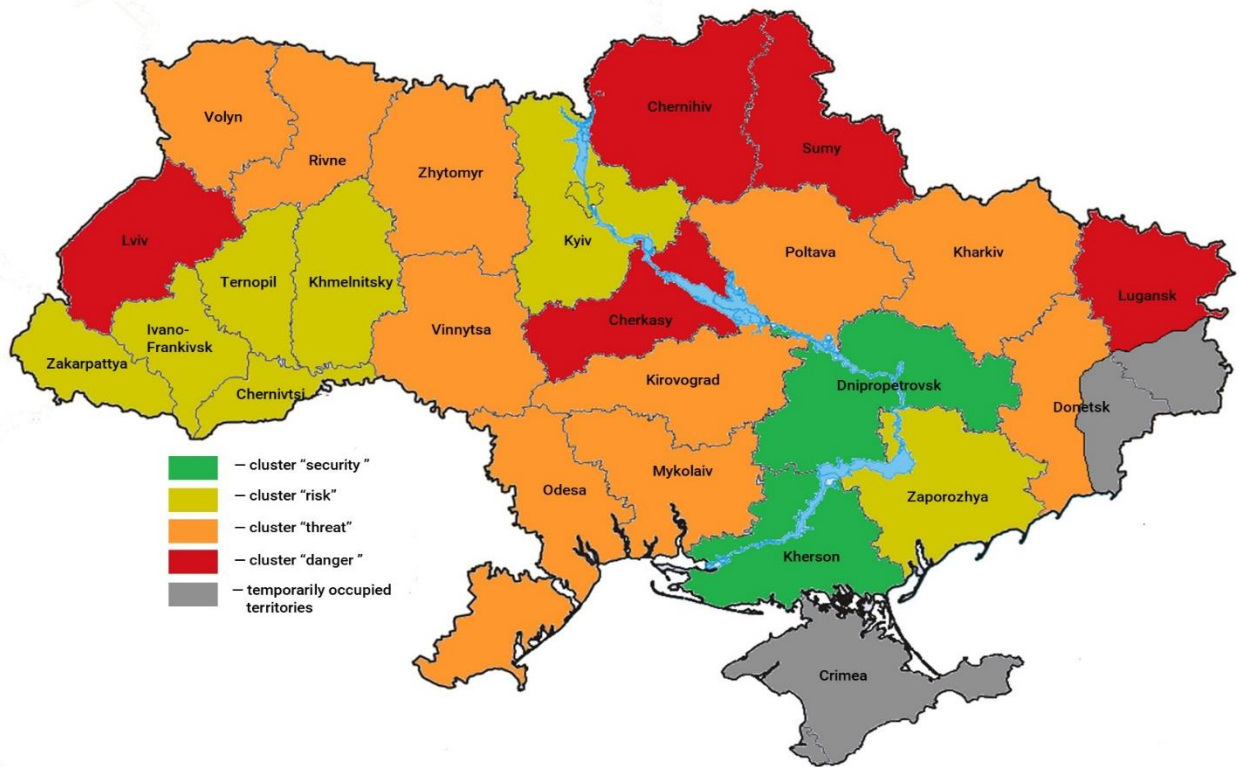 Chernihiv
Volyn
Sumy
Rivne
Zhytomyr
Lviv
Kyiv
Poltava
Kharkiv
Ternopil
Khmelnitsky
Lugansk
Cherkasy
Vinnytsa
Ivano-
Frankivsk
Zakarpattya
Kirovograd
Dnipropetrovsk
Chernivtsi
Donetsk
Mykolaiv
Odesa
Zaporozhya
Kherson
Crimea
– cluster “security ”
– cluster “risk”
– cluster “threat”
– cluster “danger ”
– temporarily occupied
territories